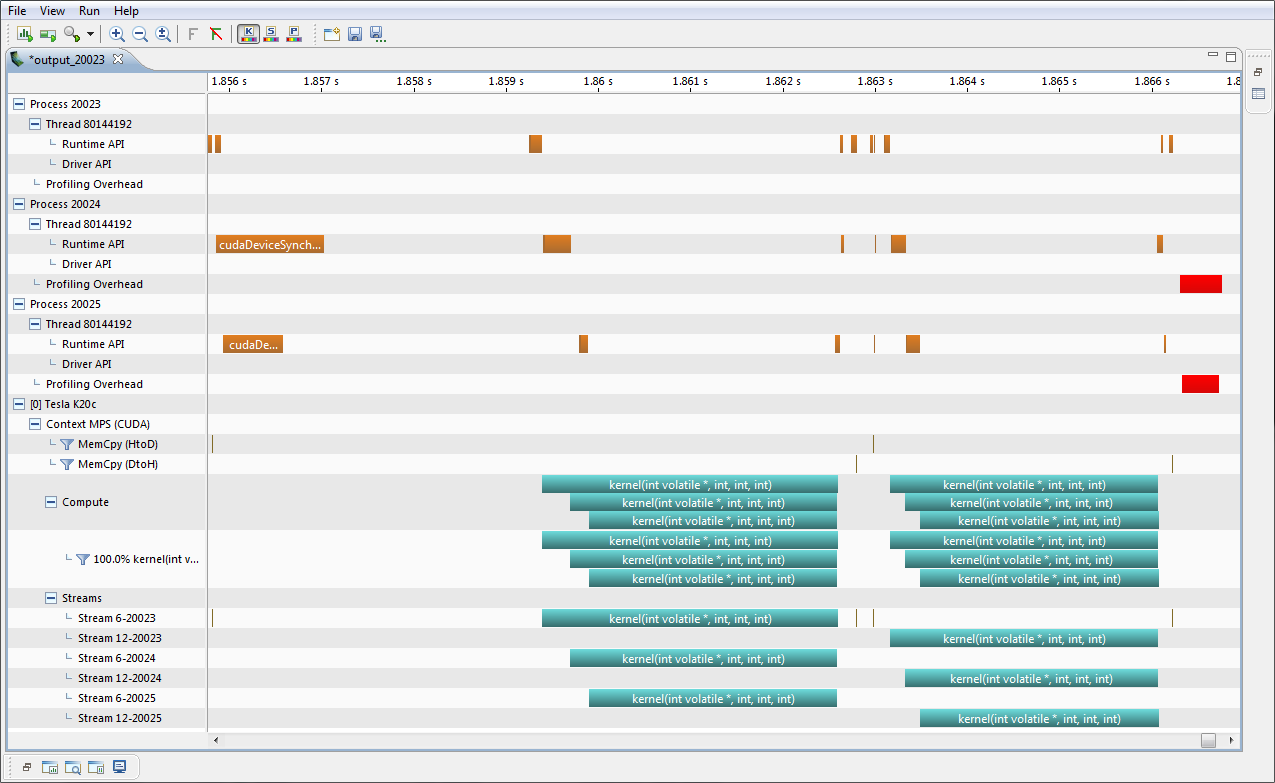 File View Run Help
F K S P
*output_20023
1.856 s 1.857 s 1.858 s 1.859 s 1.86 s 1.861 s 1.862 s 1.863 s 1.864 s 1.865 s 1.866 s 1.8
Process 20023
Thread 80144192
Runtime API
Driver API
Profiling Overhead
Process 20024
Thread 80144192
Runtime API cudaDeviceSynch...
Driver API
Profiling Overhead
Process 20025
Thread 80144192
Runtime API cudaDe...
Driver API
Profiling Overhead
[0] Tesla K20c
Context MPS (CUDA)
MemCpy (HtoD)
MemCpy (DtoH)
kernel(int volatile *, int, int, int) kernel(int volatile *, int, int, int)
Compute kernel(int volatile *, int, int, int) kernel(int volatile *, int, int, int)
kernel(int volatile *, int, int, int) kernel(int volatile *, int, int, int)
kernel(int volatile *, int, int, int) kernel(int volatile *, int, int, int)
100.0% kernel(int v... kernel(int volatile *, int, int, int) kernel(int volatile *, int, int, int)
kernel(int volatile *, int, int, int) kernel(int volatile *, int, int, int)
Streams
Stream 6-20023 kernel(int volatile *, int, int, int)
Stream 12-20023 kernel(int volatile *, int, int, int)
Stream 6-20024 kernel(int volatile *, int, int, int)
Stream 12-20024 kernel(int volatile *, int, int, int)
Stream 6-20025 kernel(int volatile *, int, int, int)
Stream 12-20025 kernel(int volatile *, int, int, int)